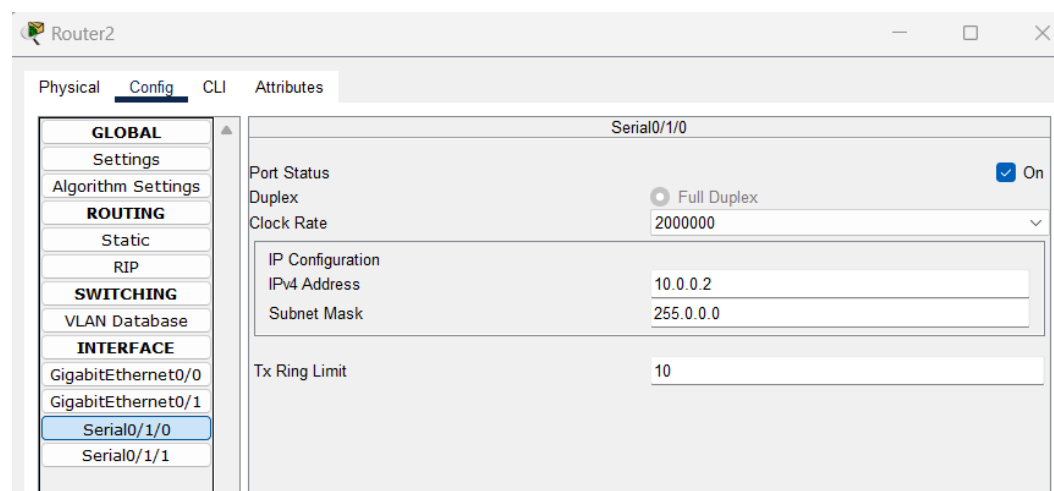 Router2
Physical Config CLI Attributes
GLOBAL
Settings
Algorithm Settings
ROUTING
Static
RIP
SWITCHING
VLAN Database
INTERFACE
GigabitEthernet0/0
GigabitEthernet0/1
Serial0/1/0
Serial0/1/1
Serial0/1/0
Port Status On
Duplex Full Duplex
Clock Rate 2000000
IP Configuration
IPv4 Address 10.0.0.2
Subnet Mask 255.0.0.0
Tx Ring Limit 10